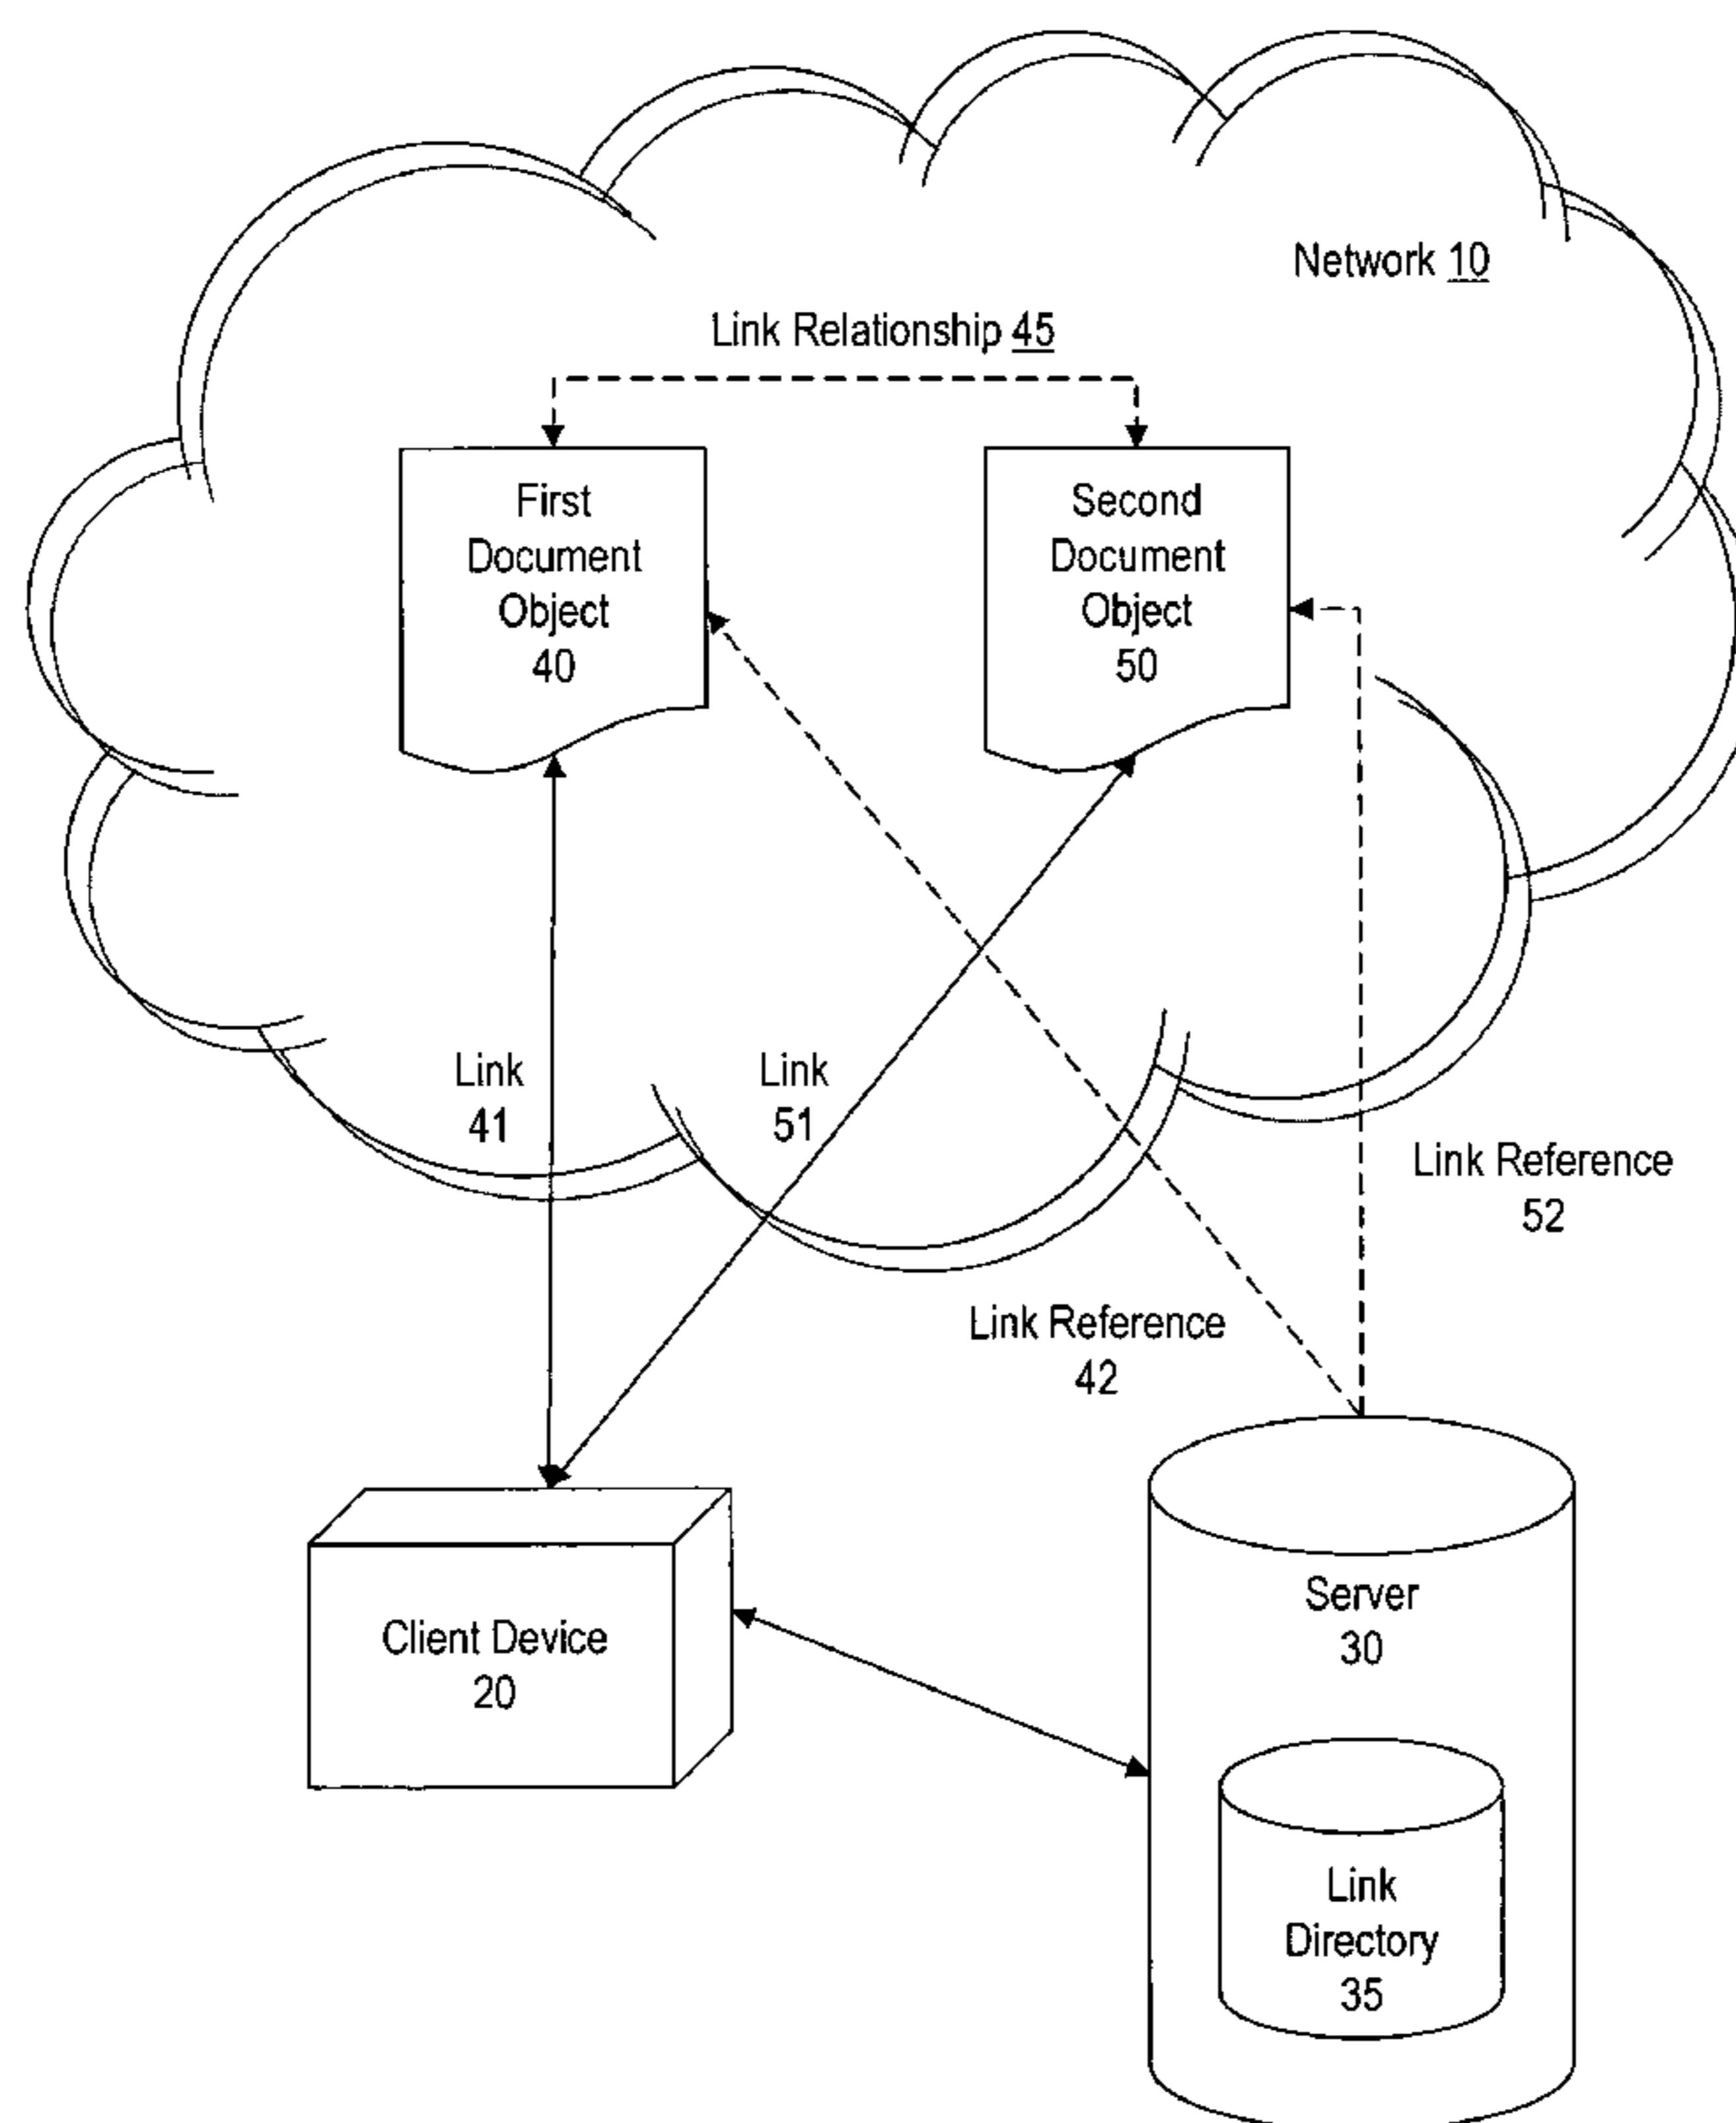 Network 10
Link Relationship 45
First
Document
Object
40
Second
Document
Object
50
Link
41
Link
51
Link Reference
52
Link Reference
42
Client Device
20
Server
30
Link
Directory
35